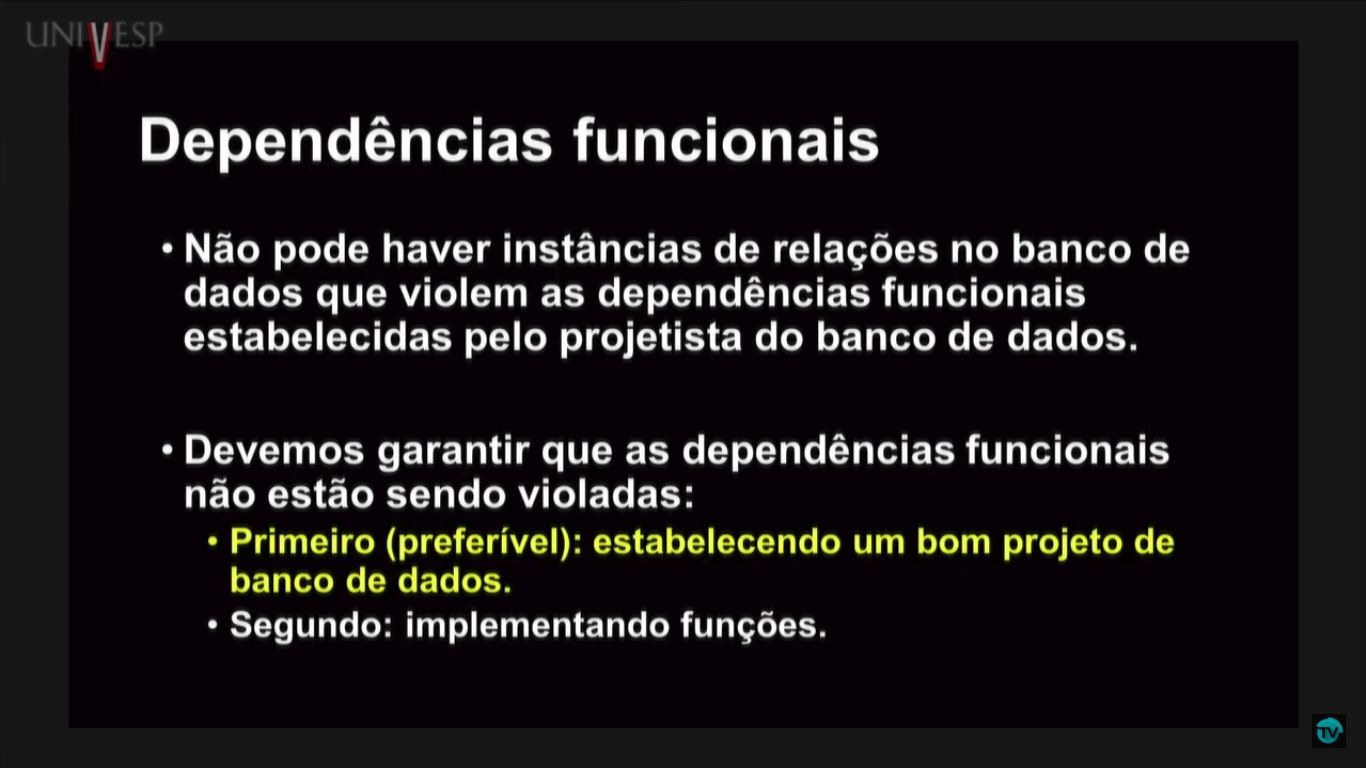 UNIVESP
Dependências funcionais
• Não pode haver instâncias de relações no banco de
dados que violem as dependências funcionais
estabelecidas pelo projetista do banco de dados.
• Devemos garantir que as dependências funcionais
não estão sendo violadas:
• Primeiro (preferível): estabelecendo um bom projeto de
banco de dados.
• Segundo: implementando funções.
TV